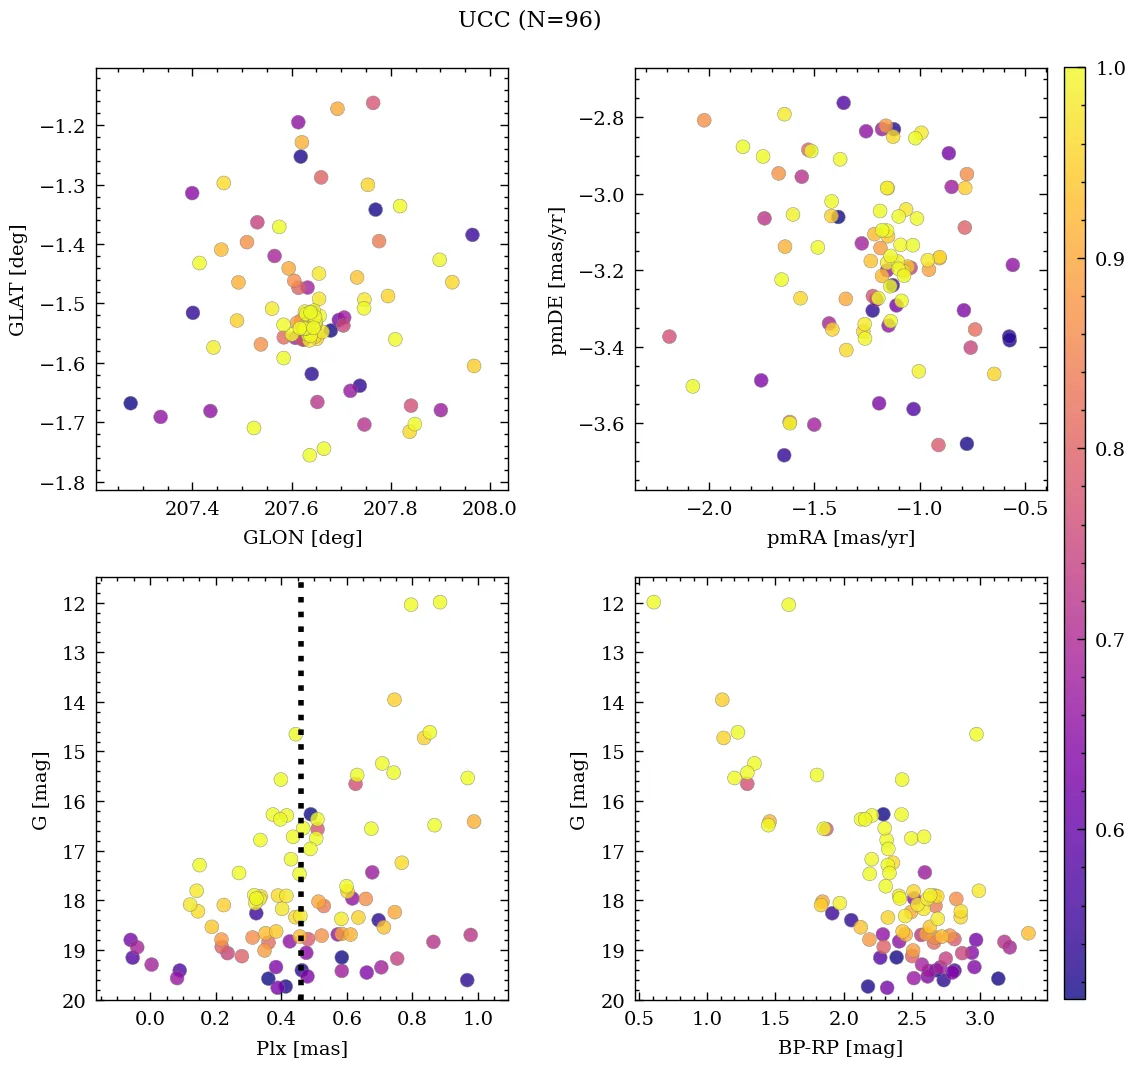 UCC (N=96)
−1.2
−1.3
−1.4
−1.5
−1.6
−1.7
−1.8
GLAT [deg]
207.4 207.6 207.8 208.0
GLON [deg]
−2.8
−3.0
−3.2
−3.4
−3.6
pmDE [mas/yr]
−2.0 −1.5 −1.0 −0.5
pmRA [mas/yr]
1.0
0.9
0.8
0.7
0.6
12
13
14
15
16
17
18
19
20
G [mag]
0.0 0.2 0.4 0.6 0.8 1.0
Plx [mas]
12
13
14
15
16
17
18
19
20
G [mag]
0.5 1.0 1.5 2.0 2.5 3.0
BP-RP [mag]